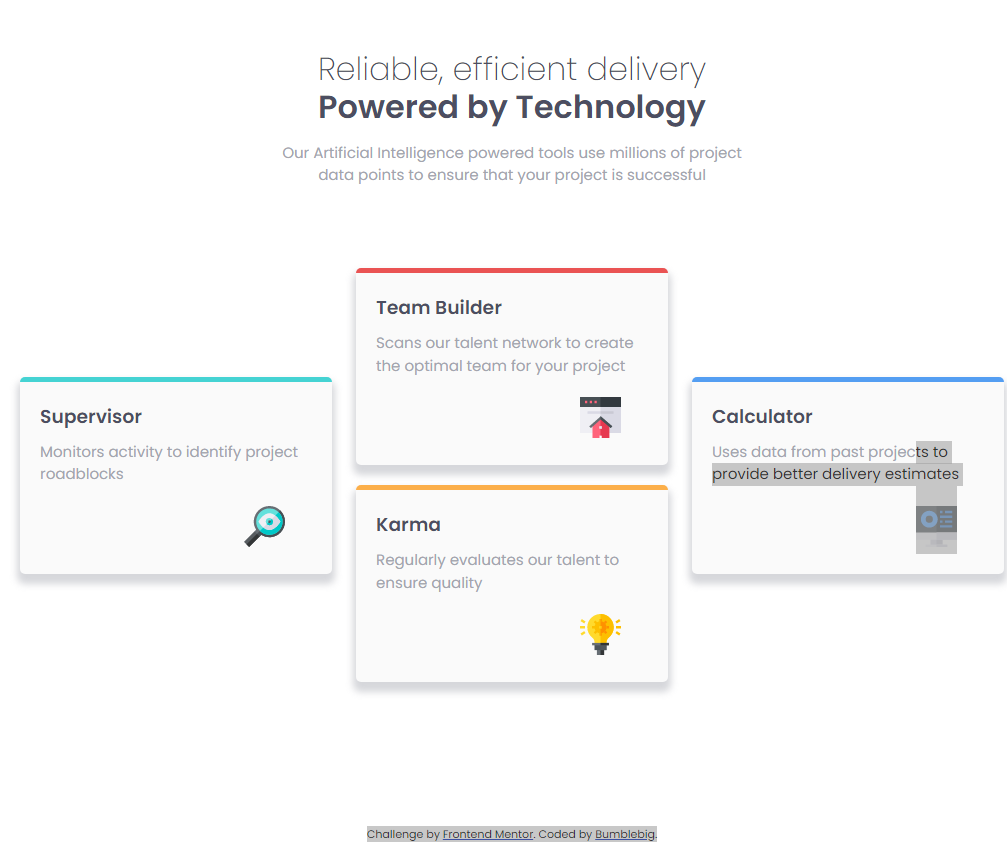 Reliable, efficient delivery
Powered by Technology
Our Artificial Intelligence powered tools use millions of project
data points to ensure that your project is successful
Team Builder
Scans our talent network to create
the optimal team for your project
Supervisor
Monitors activity to identify project
roadblocks
Calculator
Uses data from past projects to
provide better delivery estimates
Karma
Regularly evaluates our talent to
ensure quality
Challenge by Frontend Mentor. Coded by Bumblebig.